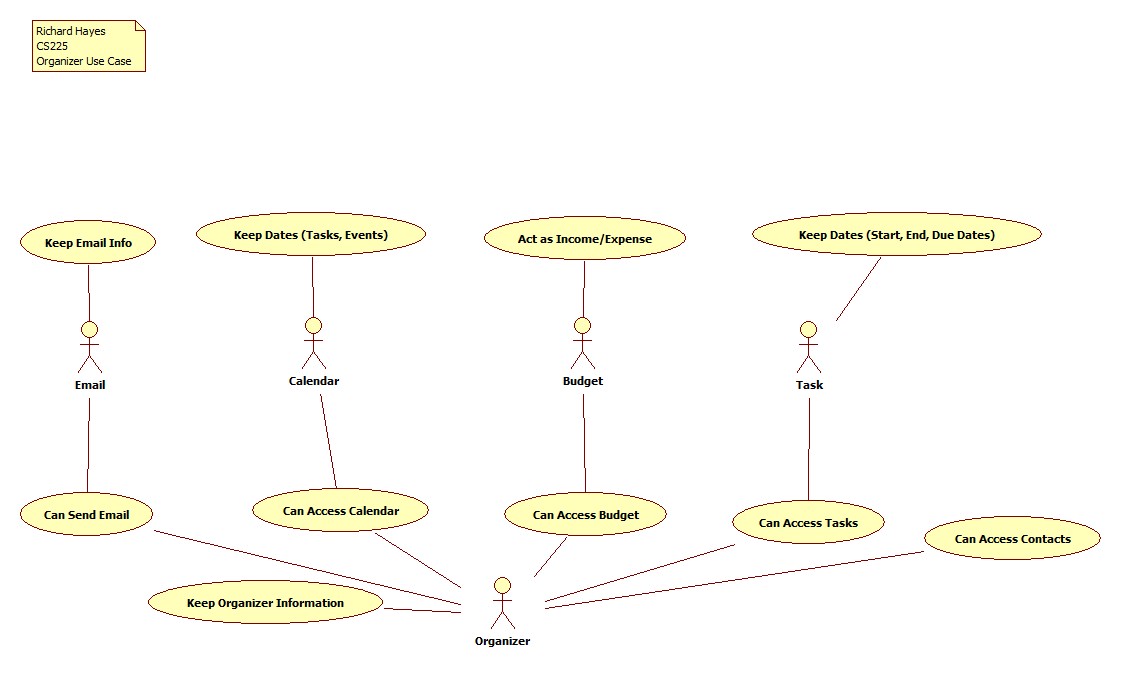 Richard Hayes
CS225
Organizer Use Case
Keep Email Info
Keep Dates (Tasks, Events)
Act as Income/Expense
Keep Dates (Start, End, Due Dates)
Email
Calendar
Budget
Task
Can Send Email
Can Access Calendar
Can Access Budget
Can Access Tasks
Can Access Contacts
Keep Organizer Information
Organizer